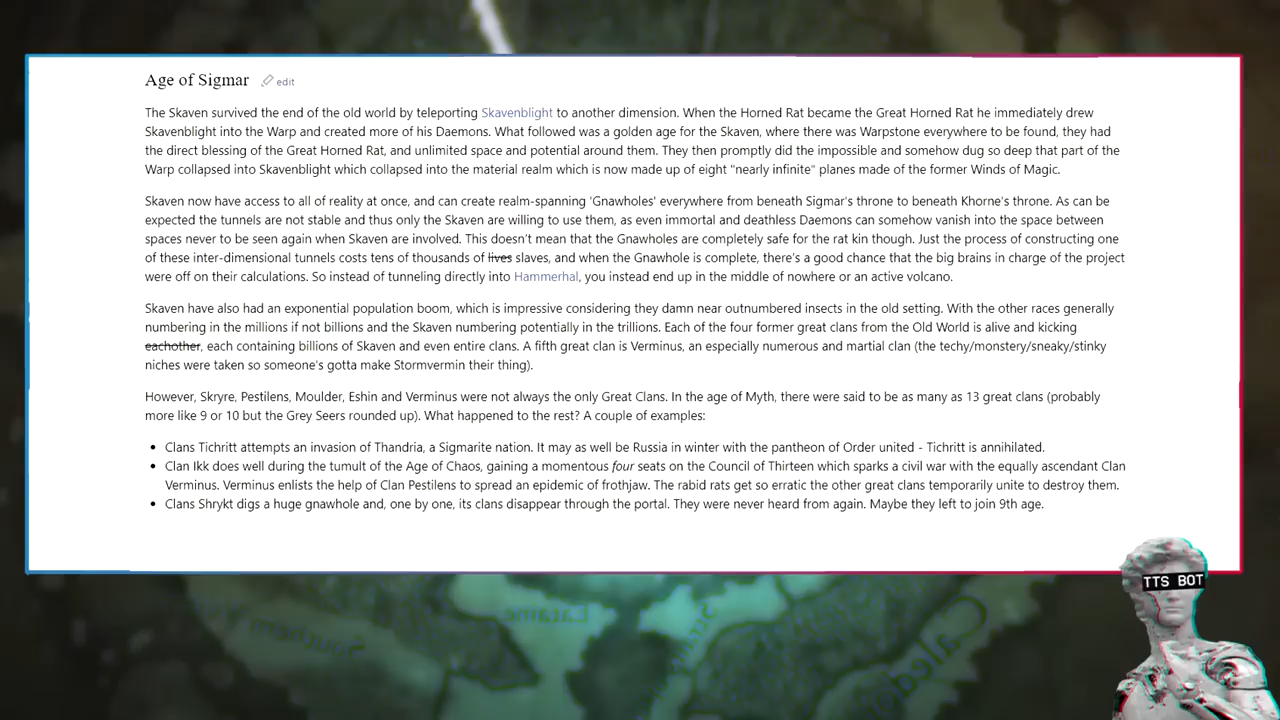 Age of Sigmar edit
The Skaven survived the end of the old world by teleporting Skavenblight to another dimension. When the Horned Rat became the Great Horned Rat he immediately drew
Skavenblight into the Warp and created more of his Daemons. What followed was a golden age for the Skaven, where there was Warpstone everywhere to be found, they had
the direct blessing of the Great Horned Rat, and unlimited space and potential around them. They then promptly did the impossible and somehow dug so deep that part of the
Warp collapsed into Skavenblight which collapsed into the material realm which is now made up of eight "nearly infinite" planes made of the former Winds of Magic.
Skaven now have access to all of reality at once, and can create realm-spanning 'Gnawholes' everywhere from beneath Sigmar's throne to beneath Khorne's throne. As can be
expected the tunnels are not stable and thus only the Skaven are willing to use them, as even immortal and deathless Daemons can somehow vanish into the space between
spaces never to be seen again when Skaven are involved. This doesn't mean that the Gnawholes are completely safe for the rat kin though. Just the process of constructing one
of these inter-dimensional tunnels costs tens of thousands of lives slaves, and when the Gnawhole is complete, there's a good chance that the big brains in charge of the project
were off on their calculations. So instead of tunneling directly into Hammerhal, you instead end up in the middle of nowhere or an active volcano.
Skaven have also had an exponential population boom, which is impressive considering they damn near outnumbered insects in the old setting. With the other races generally
numbering in the millions if not billions and the Skaven numbering potentially in the trillions. Each of the four former great clans from the Old World is alive and kicking
eachother, each containing billions of Skaven and even entire clans. A fifth great clan is Verminus, an especially numerous and martial clan (the techy/monstery/sneaky/stinky
niches were taken so someone's gotta make Stormvermin their thing).
However, Skryre, Pestilens, Moulder, Eshin and Verminus were not always the only Great Clans. In the age of Myth, there were said to be as many as 13 great clans (probably
more like 9 or 10 but the Grey Seers rounded up). What happened to the rest? A couple of examples:
• Clans Tichritt attempts an invasion of Thandria, a Sigmarite nation. It may as well be Russia in winter with the pantheon of Order united - Tichritt is annihilated.
• Clan Ikk does well during the tumult of the Age of Chaos, gaining a momentous four seats on the Council of Thirteen which sparks a civil war with the equally ascendant Clan
Verminus. Verminus enlists the help of Clan Pestilens to spread an epidemic of frothjaw. The rabid rats get so erratic the other great clans temporarily unite to destroy them.
• Clans Shrykt digs a huge gnawhole and, one by one, its clans disappear through the portal. They were never heard from again. Maybe they left to join 9th age.
TTS BOT